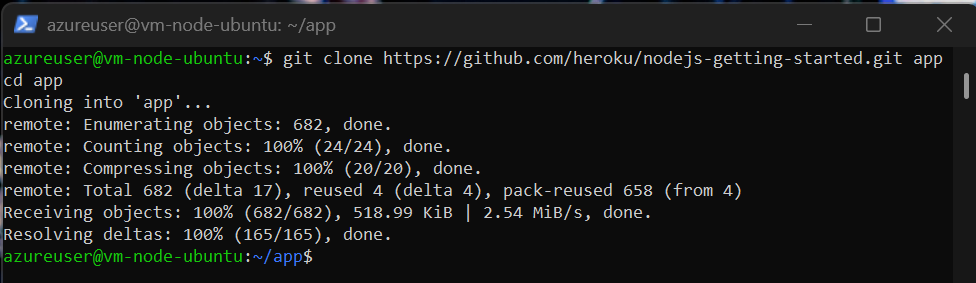 azureuser@vm-node-ubuntu: ~/app
azureuser@vm-node-ubuntu:~$ git clone https://github.com/heroku/nodejs-getting-started.git app
cd app
Cloning into 'app'...
remote: Enumerating objects: 682, done.
remote: Counting objects: 100% (24/24), done.
remote: Compressing objects: 100% (20/20), done.
remote: Total 682 (delta 17), reused 4 (delta 4), pack-reused 658 (from 4)
Receiving objects: 100% (682/682), 518.99 KiB | 2.54 MiB/s, done.
Resolving deltas: 100% (165/165), done.
azureuser@vm-node-ubuntu:~/app$